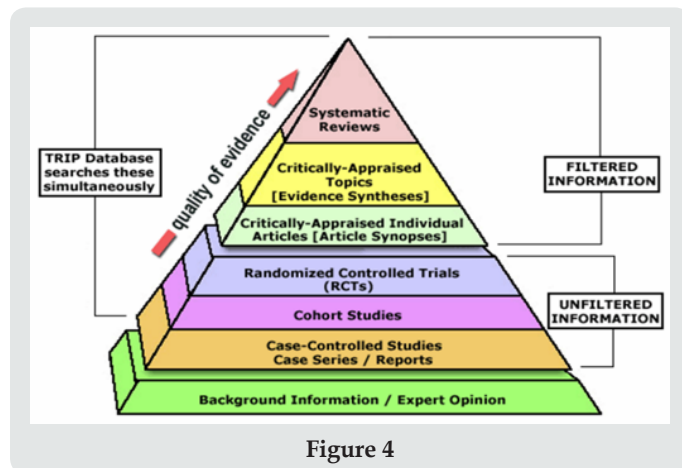 Systematic
Reviews
TRIP Database
searches these
simultaneously
quality of evidence
Critically-Appraised
Topics
[Evidence Syntheses]
FILTERED
INFORMATION
Critically-Appraised Individual
Articles [Article Synopses]
Randomized Controlled Trials
(RCTs)
UNFILTERED
INFORMATION
Cohort Studies
Case-Controlled Studies
Case Series / Reports
Background Information / Expert Opinion
Figure 4